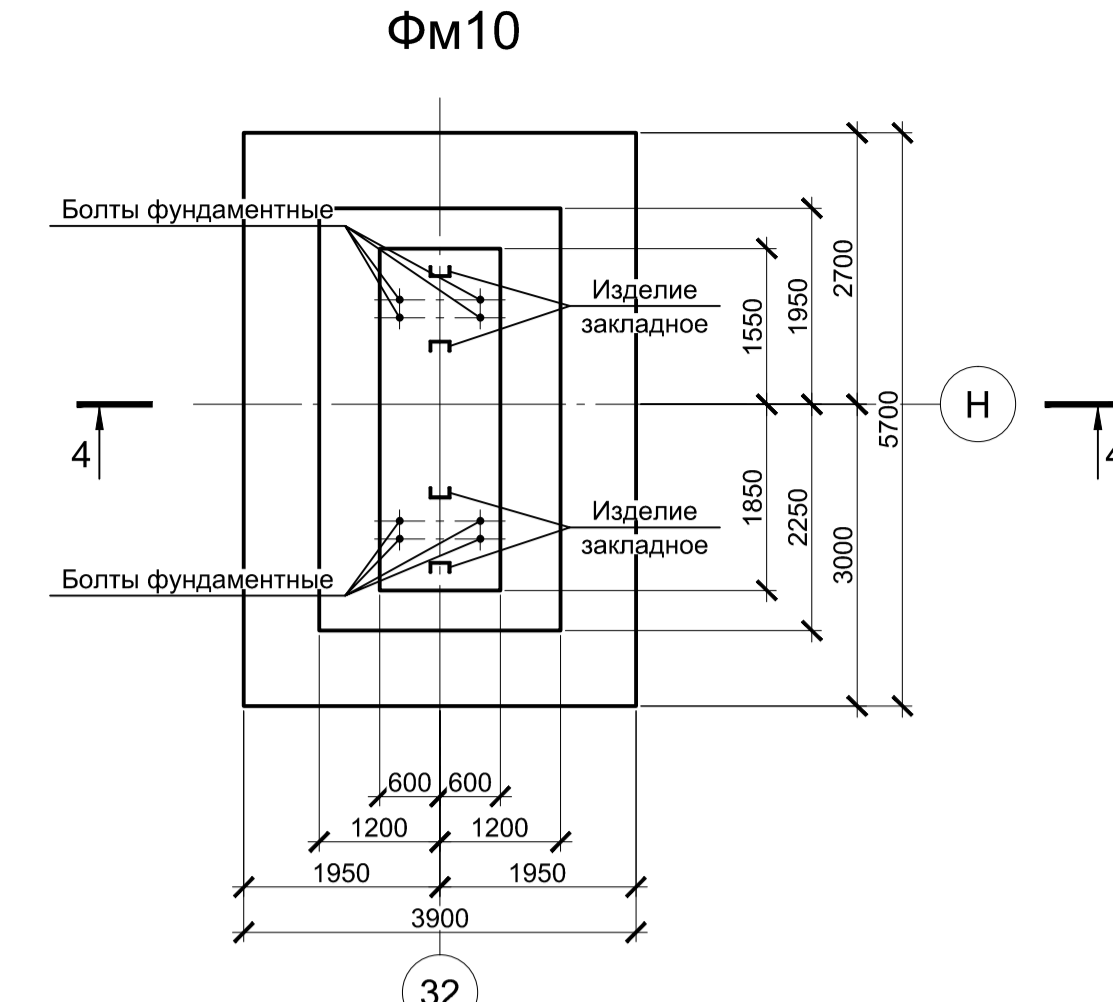 Фм10
Болты фундаментные
Изделие
закладное
1550
1950
2700
5700
Н
4
4
1850
2250
3000
Изделие
закладное
Болты фундаментные
600
600
1200
1200
1950
1950
3900
32